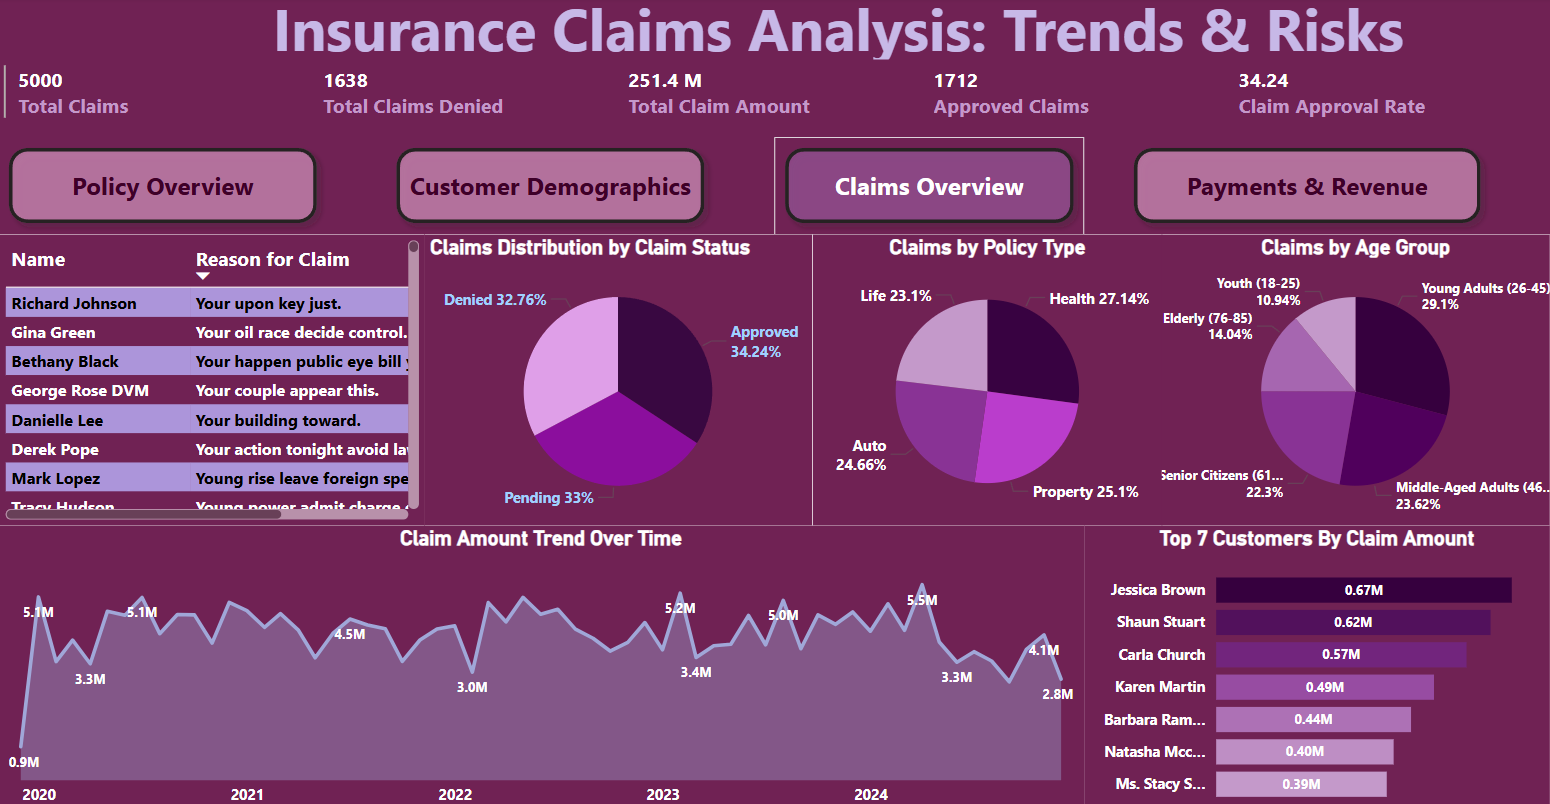 Insurance Claims Analysis: Trends & Risks
5000
Total Claims
1638
Total Claims Denied
251.4 M
Total Claim Amount
1712
Approved Claims
34.24
Claim Approval Rate
Policy Overview
Customer Demographics
Claims Overview
Payments & Revenue
Name Reason for Claim
Richard Johnson Your upon key just.
Gina Green Your oil race decide control.
Bethany Black Your happen public eye bill
George Rose DVM Your couple appear this.
Danielle Lee Your building toward.
Derek Pope Your action tonight avoid
Mark Lopez Young rise leave foreign
Tracy Hudson Young power admit charge
Claims Distribution by Claim Status
Denied 32.76%
Approved
34.24%
Pending 33%
Claims by Policy Type
Life 23.1%
Health 27.14%
Auto
24.66%
Property 25.1%
Claims by Age Group
Youth (18-25)
10.94%
Young Adults (26-45)
29.1%
Elderly (76-85)
14.04%
Senior Citizens (61...
22.3%
Middle-Aged Adults (46...
23.62%
Claim Amount Trend Over Time
5.1M
5.1M
5.2M
5.0M
5.5M
4.5M
4.1M
3.3M
3.0M
3.4M
3.3M
2.8M
0.9M
2020
2021
2022
2023
2024
Top 7 Customers By Claim Amount
Jessica Brown 0.67M
Shaun Stuart 0.62M
Carla Church 0.57M
Karen Martin 0.49M
Barbara Ram... 0.44M
Natasha Mcc... 0.40M
Ms. Stacy S... 0.39M